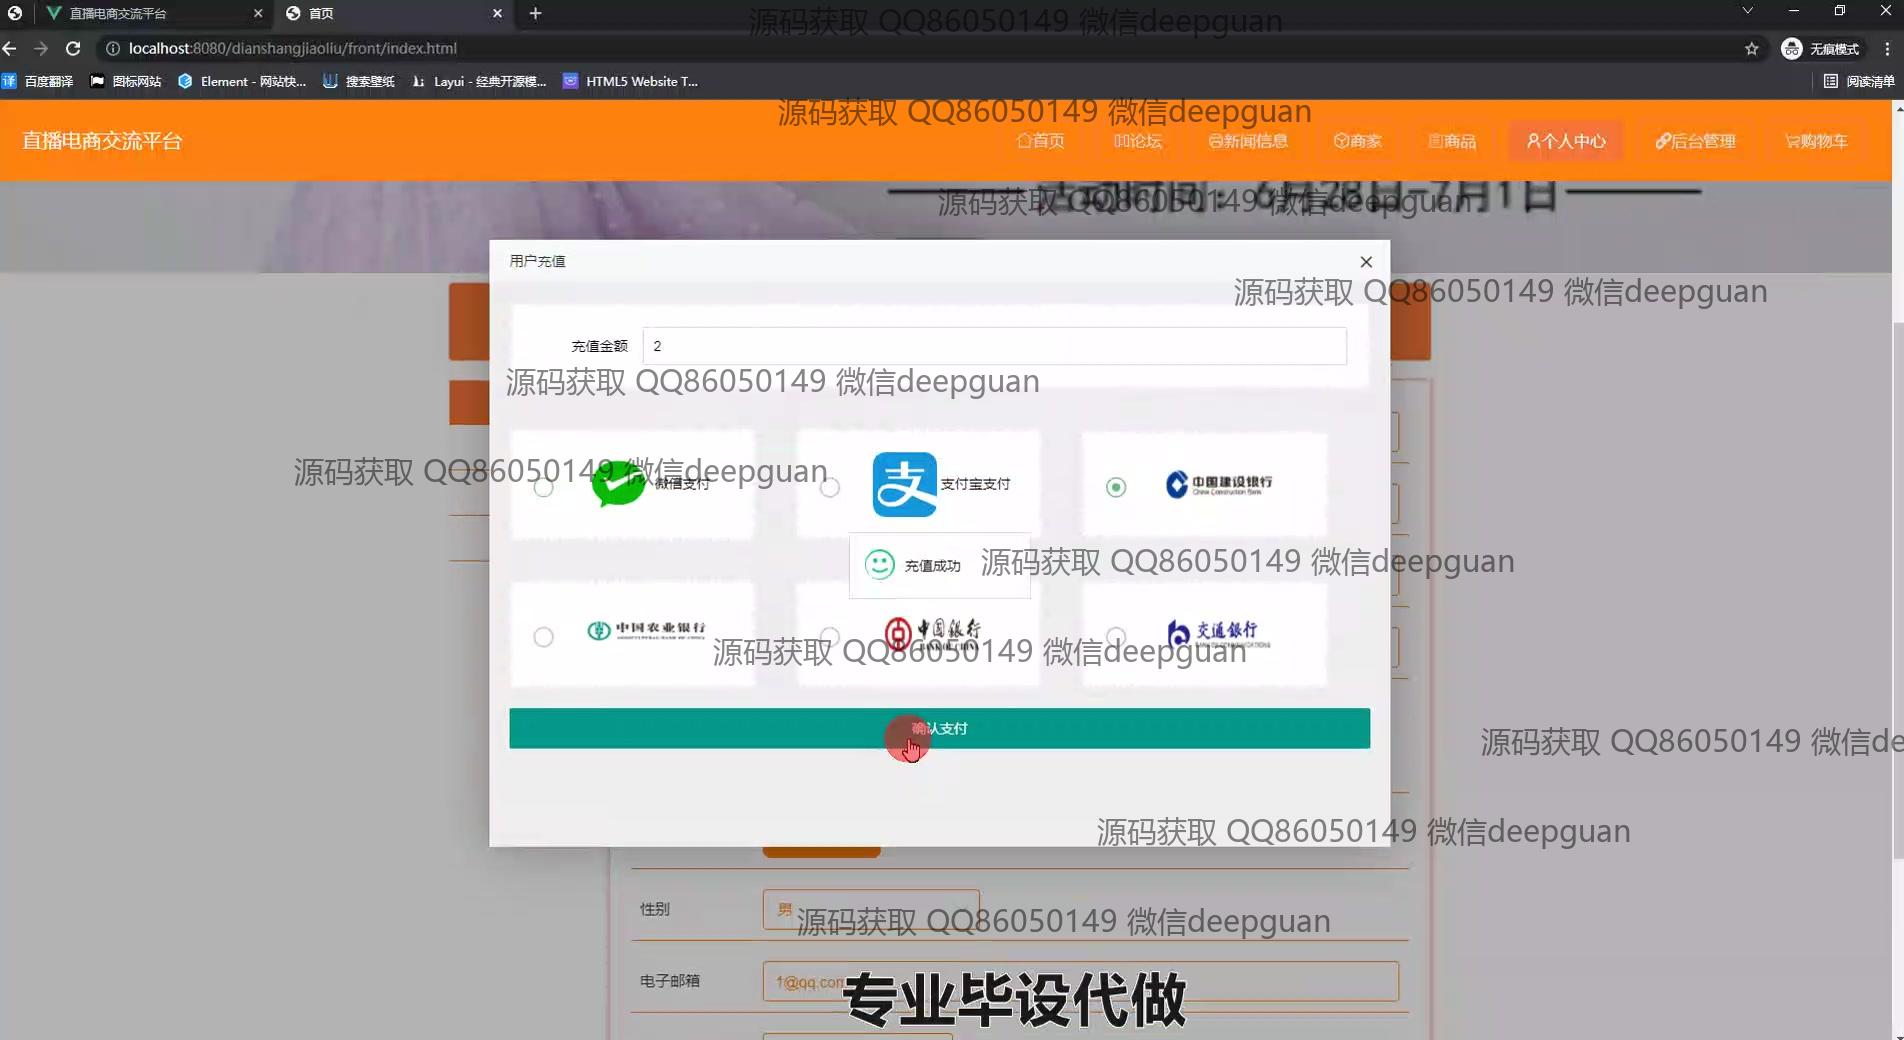 直播电商交流平台
首页
localhost:8080/dianshangjiaoliu/front/index.html
无痕模式
百度翻译
图标网站
Element - 网站快...
搜索壁纸
Layui - 经典开源模...
HTML5 Website T...
阅读清单
源码获取 QQ86050149 微信deepguan
源码获取 QQ86050149 微信deepguan
直播电商交流平台
首页
论坛
新闻信息
商家
商品
个人中心
后台管理
购物车
源码获取 QQ86050149 微信deepguan
用户充值
源码获取 QQ86050149 微信deepguan
充值金额
2
源码获取 QQ86050149 微信deepguan
源码获取 QQ86050149 微信deepguan
微信支付
支付宝支付
中国建设银行
China Construction Bank
充值成功
源码获取 QQ86050149 微信deepguan
中国农业银行
AGRICULTURAL BANK OF CHINA
中国银行
BANK OF CHINA
交通银行
源码获取 QQ86050149 微信deepguan
确认支付
源码获取 QQ86050149 微信de
源码获取 QQ86050149 微信deepguan
性别
男
源码获取 QQ86050149 微信deepguan
电子邮箱
1@qq.com
专业毕设代做